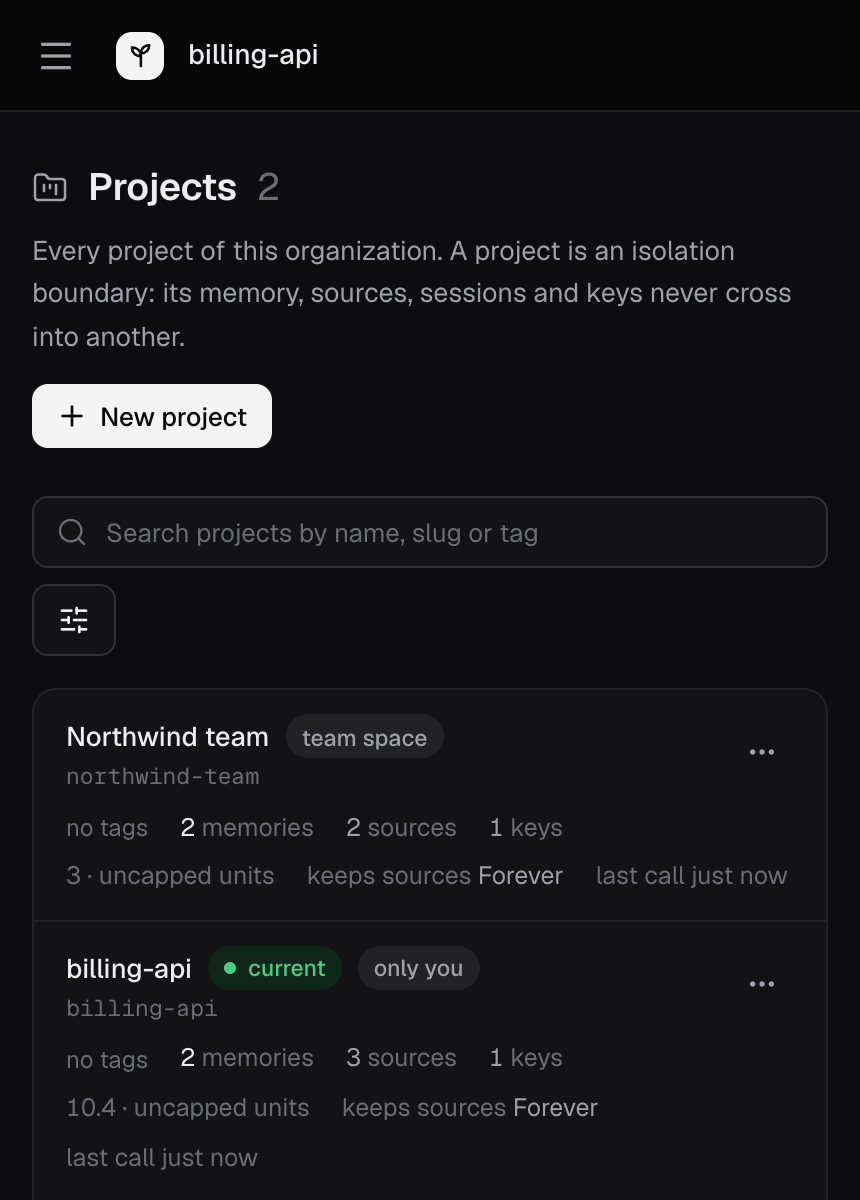 billing-api
Projects 2
Every project of this organization. A project is an isolation
boundary: its memory, sources, sessions and keys never cross
into another.
New project
Search projects by name, slug or tag
Northwind team team space
northwind-team
no tags 2 memories 2 sources 1 keys
3 · uncapped units keeps sources Forever last call just now
billing-api current only you
billing-api
no tags 2 memories 3 sources 1 keys
10.4 · uncapped units keeps sources Forever
last call just now